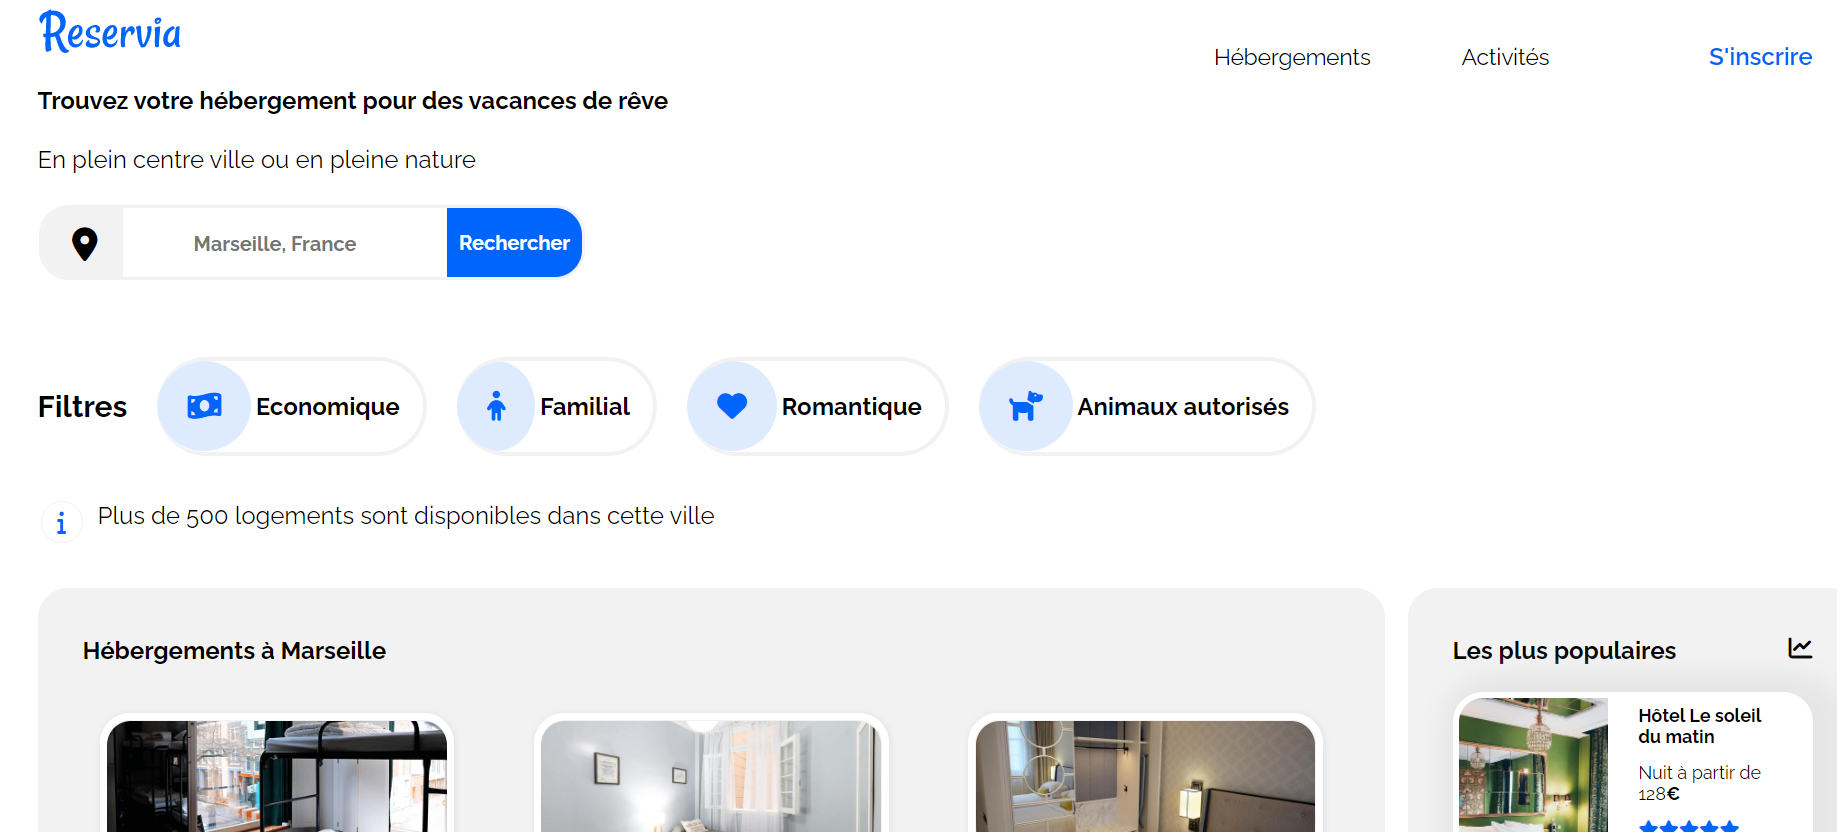 Reservia
Hébergements
Activités
S'inscrire
Trouvez votre hébergement pour des vacances de rêve
En plein centre ville ou en pleine nature
Marseille, France
Rechercher
Filtres
Economique
Familial
Romantique
Animaux autorisés
Plus de 500 logements sont disponibles dans cette ville
Hébergements à Marseille
Les plus populaires
Hôtel Le soleil
du matin
Nuit à partir de
128€